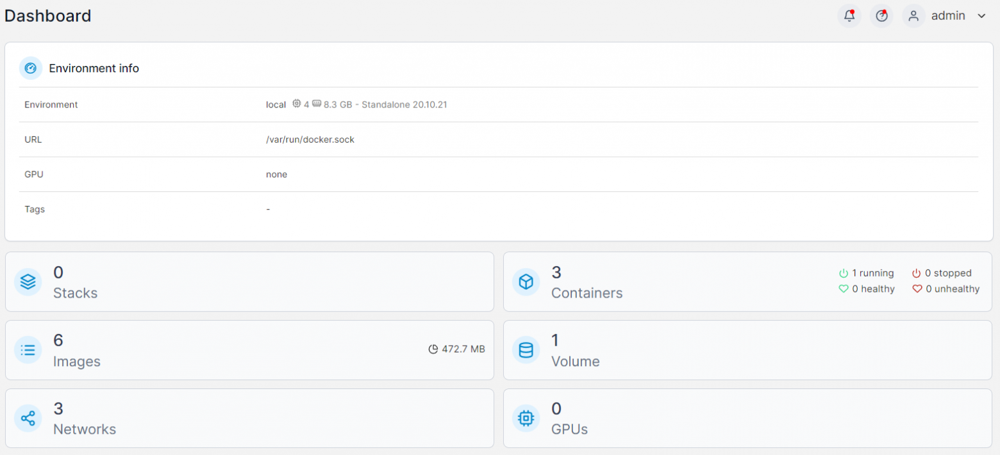 Dashboard
admin
Environment info
Environment local 4 8.3 GB - Standalone 20.10.21
URL /var/run/docker.sock
GPU none
Tags -
0
Stacks
3
Containers
1 running 0 stopped
0 healthy 0 unhealthy
6
Images
472.7 MB
1
Volume
3
Networks
0
GPUs